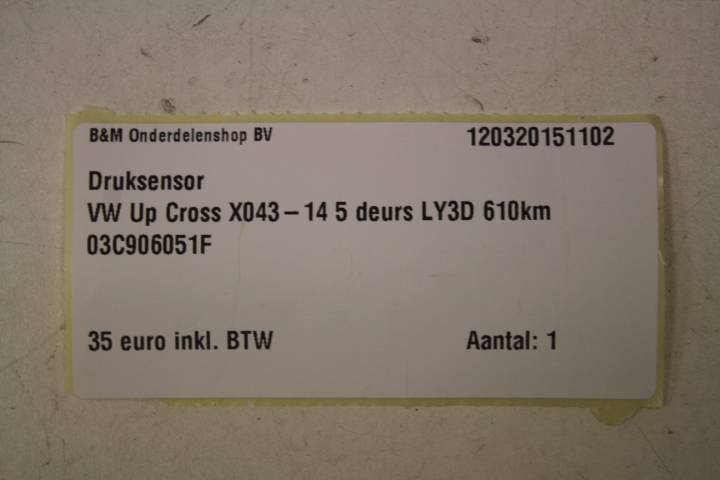 B&M Onderdelenshop BV 120320151102
Druksensor
VW Up Cross X043-14 5 deurs LY3D 610km
03C906051F
35 euro inkl. BTW Aantal: 1